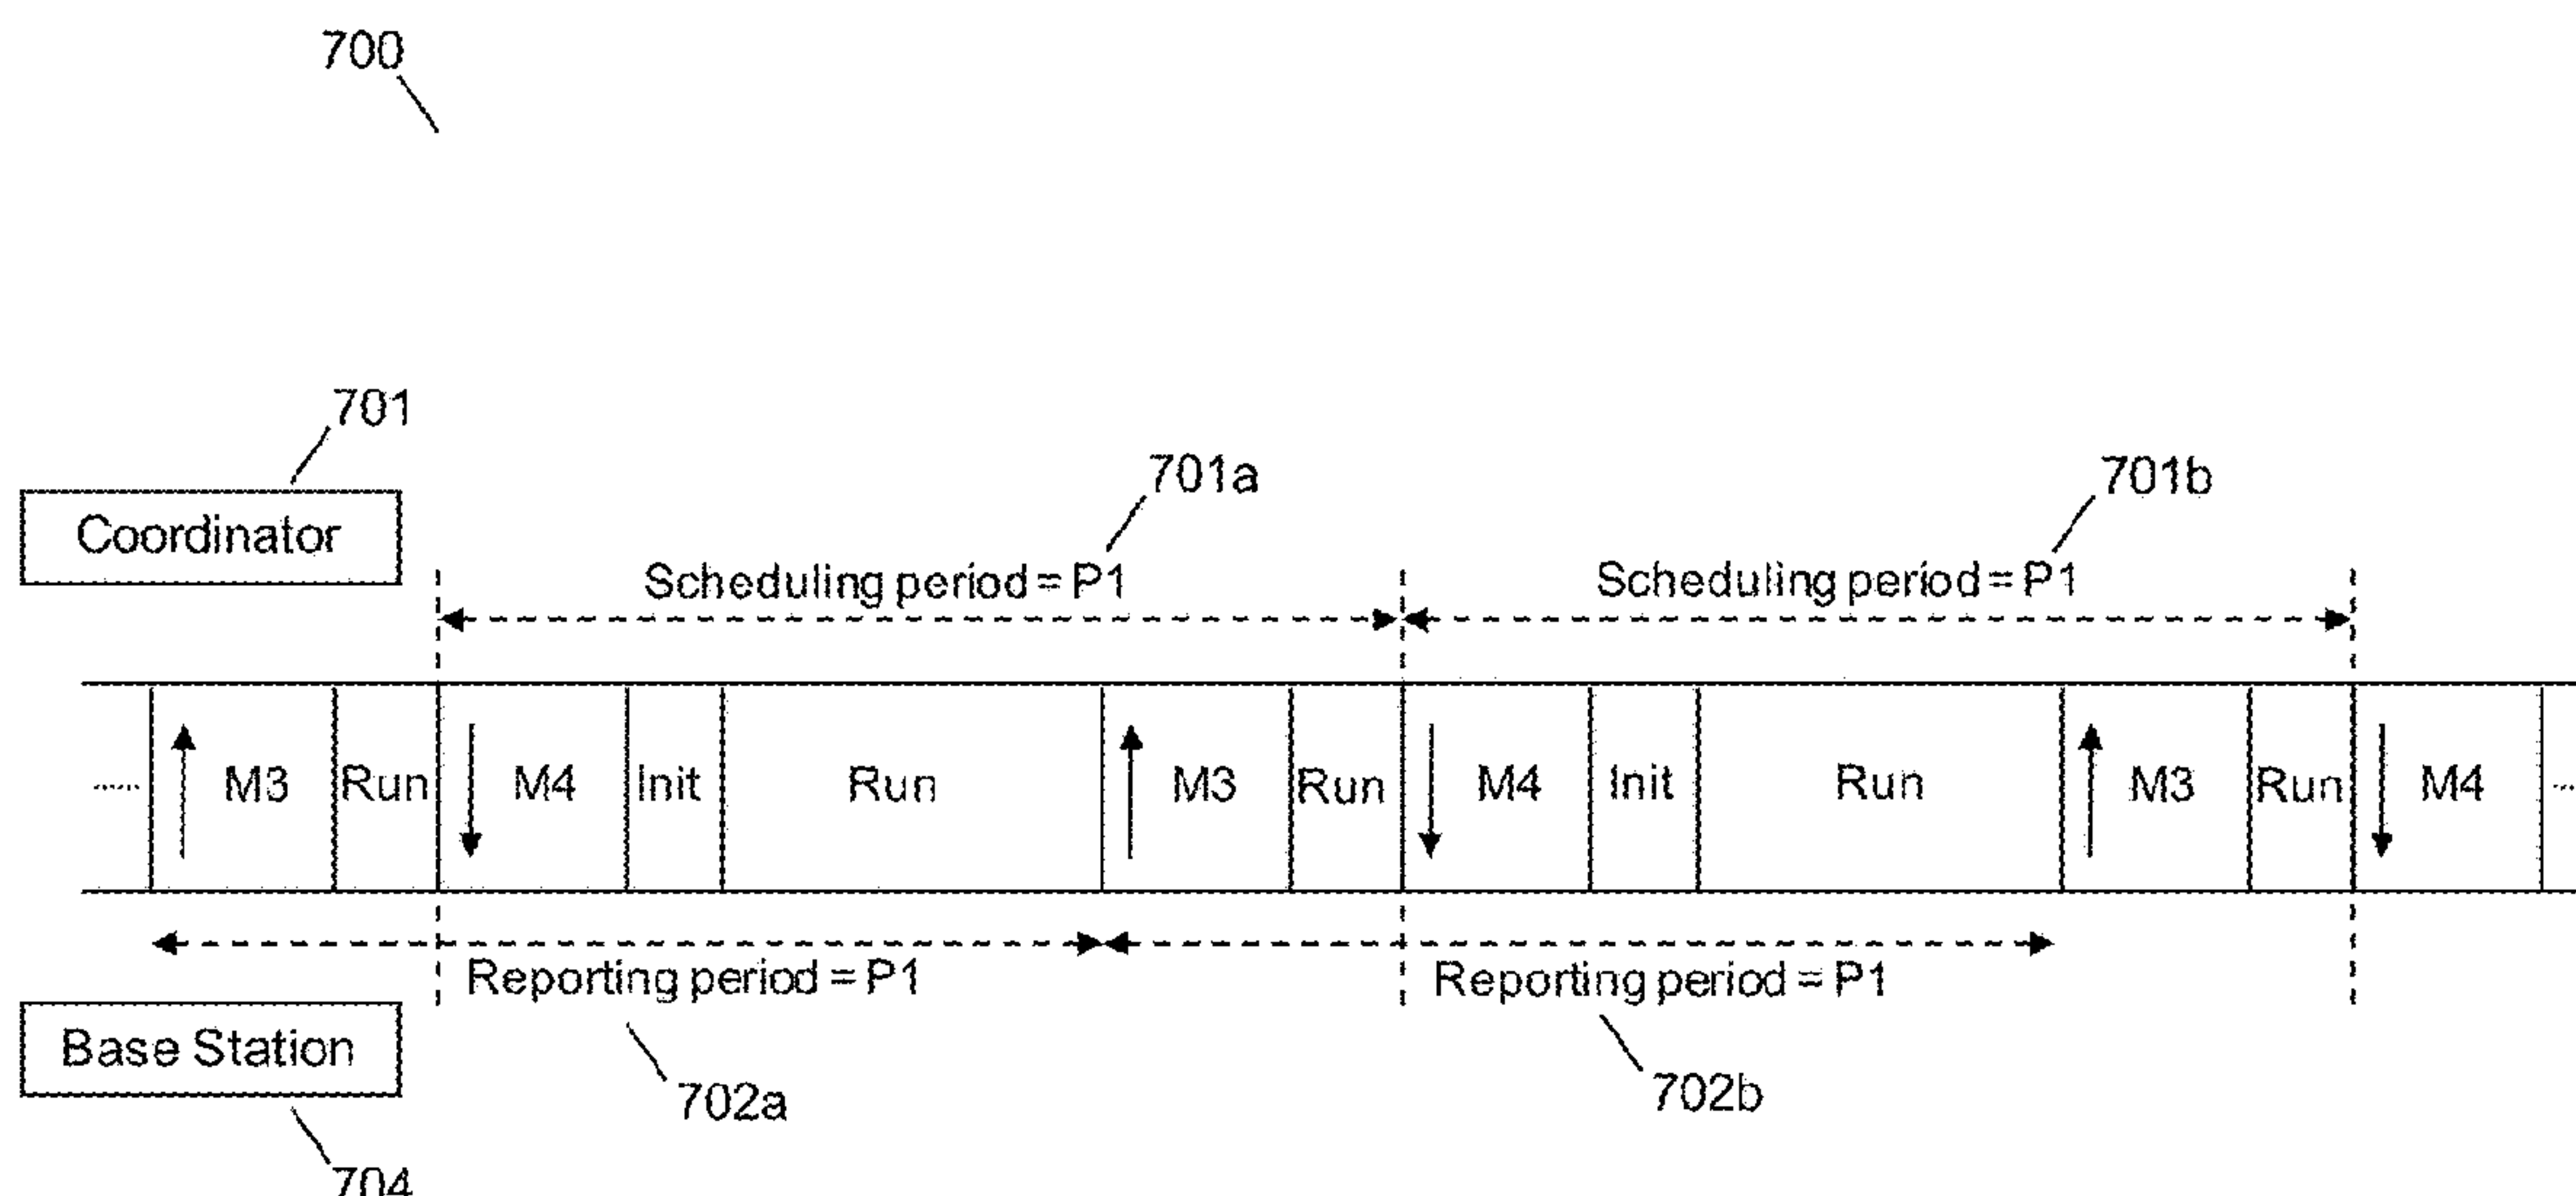 700
701
701a
701b
Coordinator
Scheduling period = P1
Scheduling period = P1
..... M3 Run M4 Init Run M3 Run M4 Init Run M3 Run M4 ...
Reporting period = P1
Reporting period = P1
Base Station
702a
702b
704